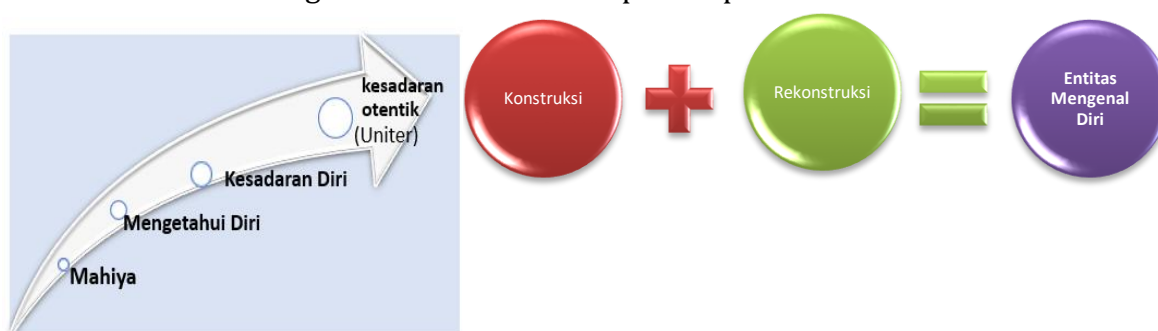 kesadaran
otentik
(Uniter)
Kesadaran Diri
Mengetahui Diri
Mahiya
Konstruksi
Rekonstruksi
Entitas
Mengenal
Diri